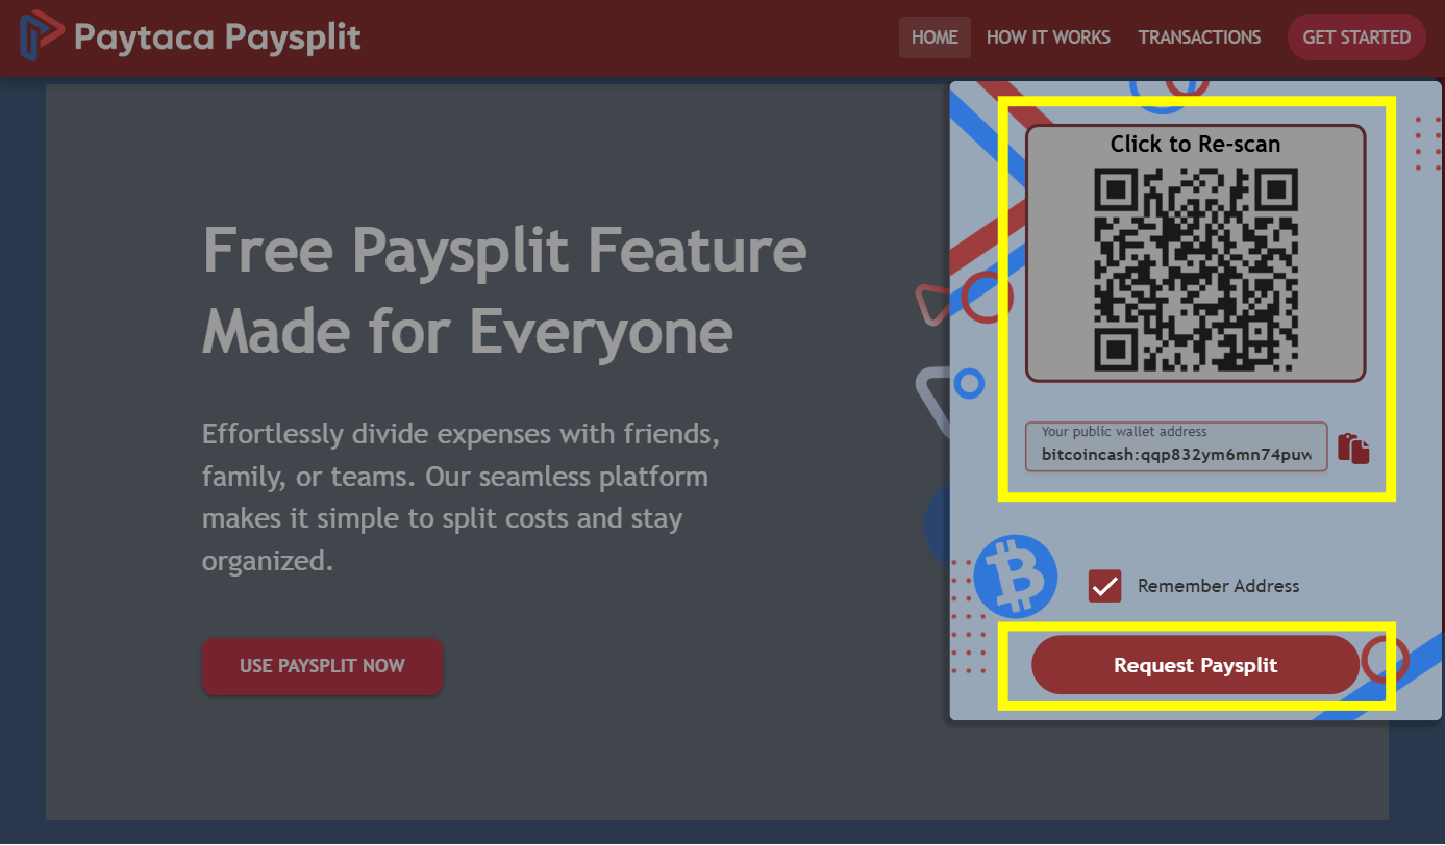 Paytaca Paysplit
HOME
HOW IT WORKS
TRANSACTIONS
GET STARTED
Free Paysplit Feature
Made for Everyone
Effortlessly divide expenses with friends,
family, or teams. Our seamless platform
makes it simple to split costs and stay
organized.
USE PAYSPLIT NOW
Click to Re-scan
Your public wallet address
bitcoincash:qqp832ym6mn74puw
Remember Address
Request Paysplit